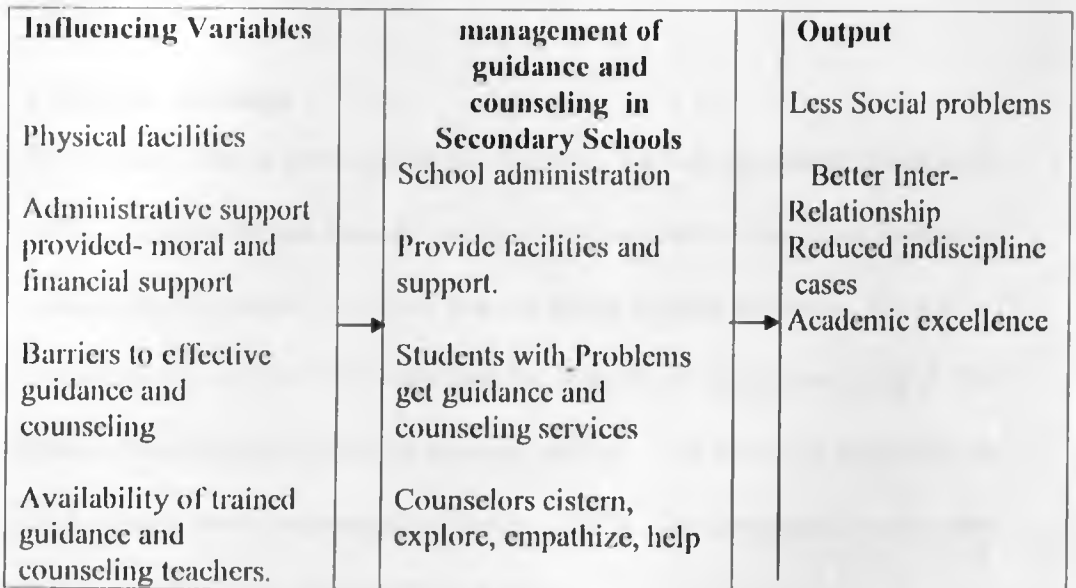 Influencing Variables
Physical facilities
Administrative support
provided- moral and
financial support
Barriers to effective
guidance and
counseling
Availability of trained
guidance and
counseling teachers.
management of
guidance and
counseling in
Secondary Schools
School administration
Provide facilities and
support.
Students with Problems
get guidance and
counseling services
Counselors cistern,
explore, empathize, help
Output
Less Social problems
Better Inter-
Relationship
Reduced indiscipline
cases
Academic excellence